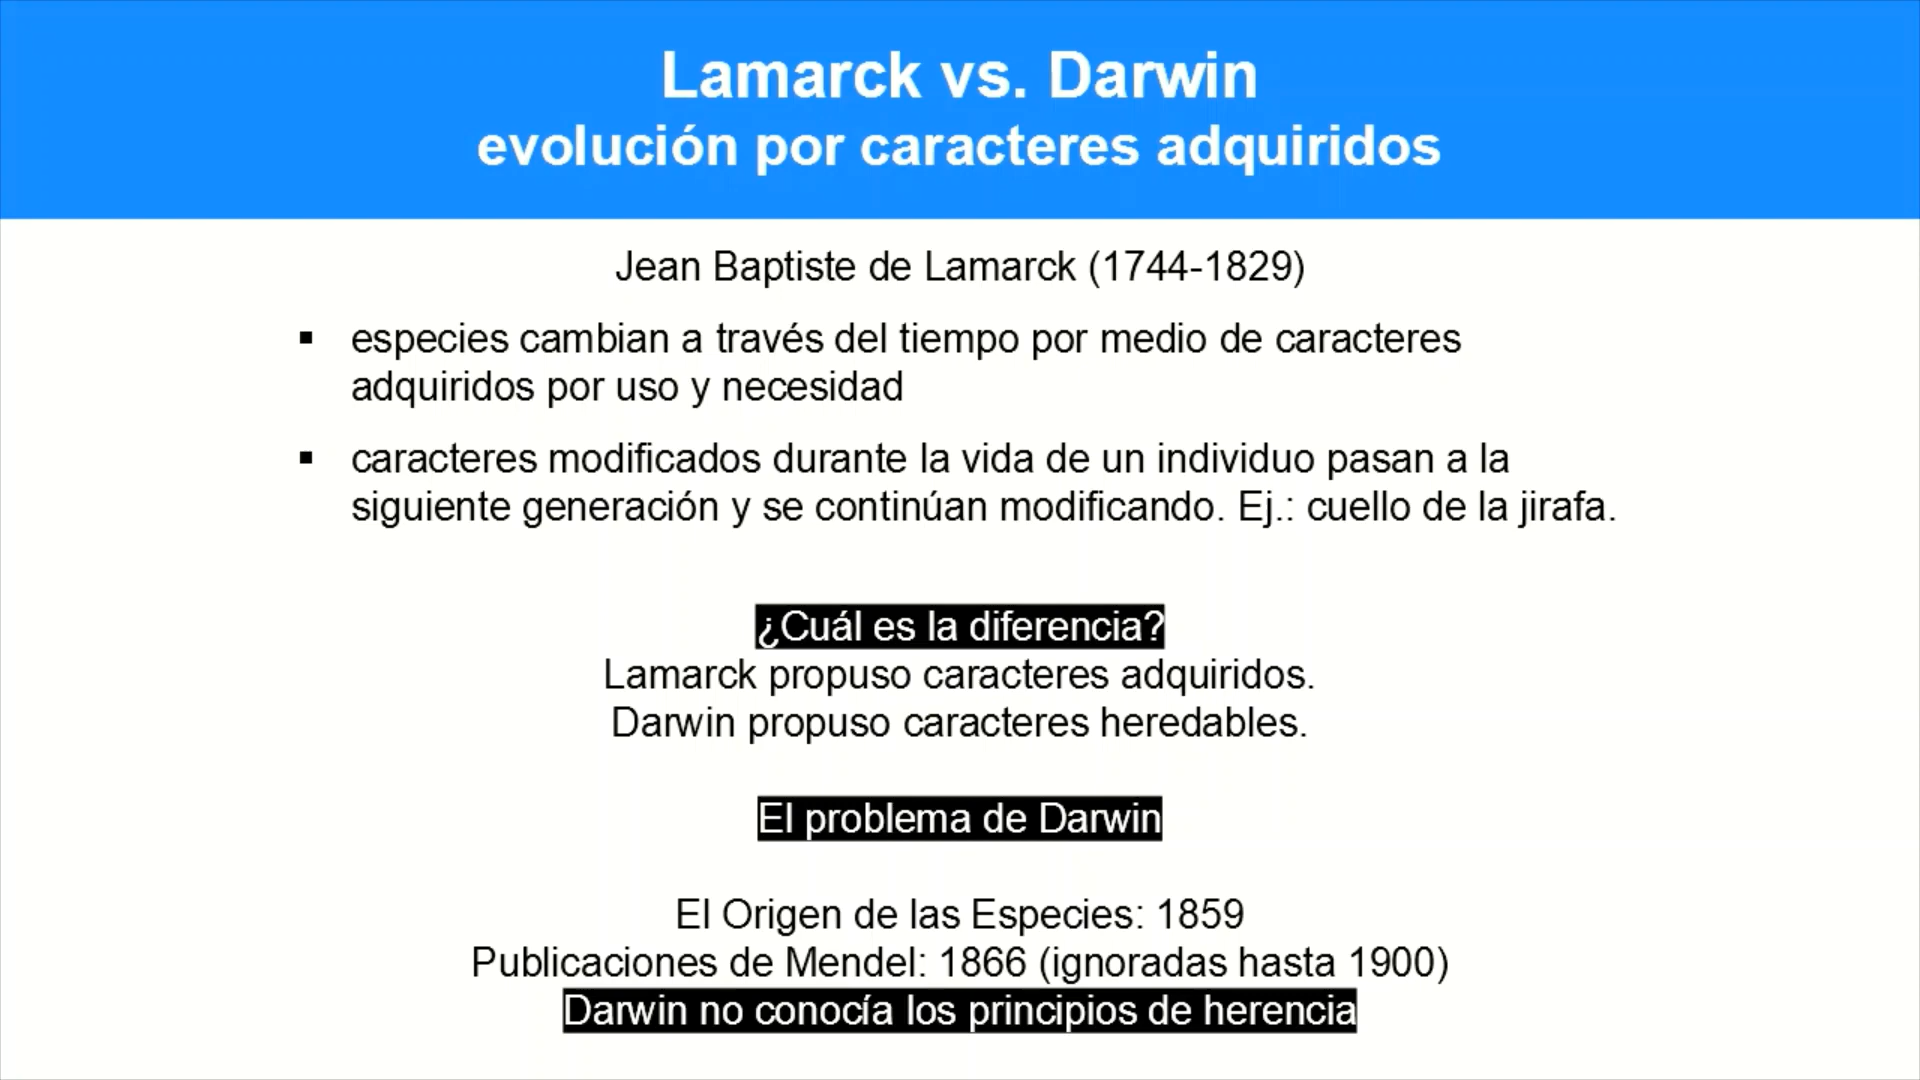 Lamarck vs. Darwin
evolución por caracteres adquiridos
Jean Baptiste de Lamarck (1744-1829)
▪ especies cambian a través del tiempo por medio de caracteres
adquiridos por uso y necesidad
▪ caracteres modificados durante la vida de un individuo pasan a la
siguiente generación y se continúan modificando. Ej.: cuello de la jirafa.
¿Cuál es la diferencia?
Lamarck propuso caracteres adquiridos.
Darwin propuso caracteres heredables.
El problema de Darwin
El Origen de las Especies: 1859
Publicaciones de Mendel: 1866 (ignoradas hasta 1900)
Darwin no conocía los principios de herencia